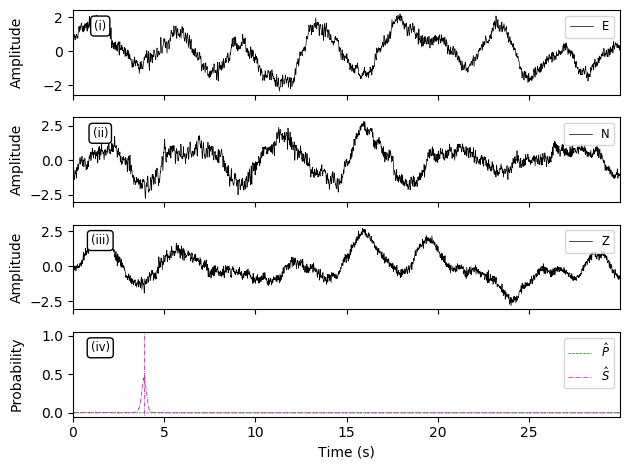 2
0
−2
Amplitude
(i)
E
2.5
0.0
−2.5
Amplitude
(ii)
N
2.5
0.0
−2.5
Amplitude
(iii)
Z
1.0
0.5
0.0
Probability
(iv)
P̂
Ŝ
0 5 10 15 20 25
Time (s)